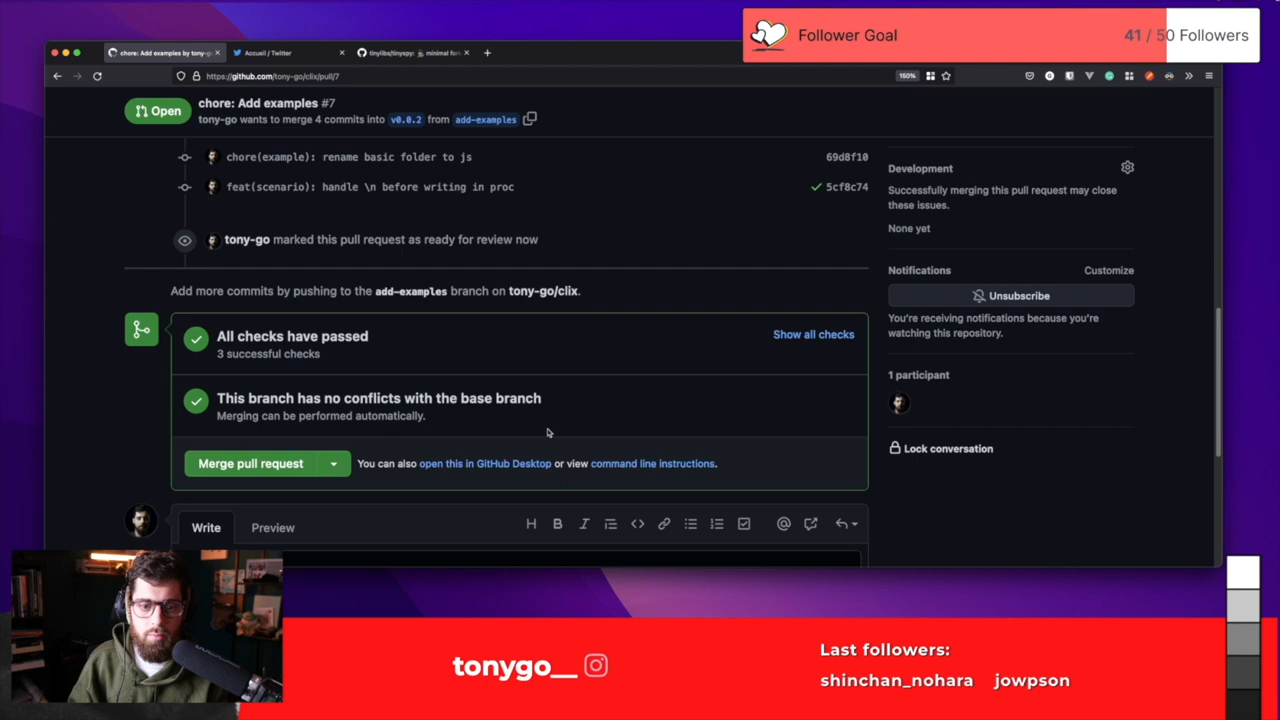 Follower Goal
41 / 50 Followers
chore: Add examples by tony-go
Accueil / Twitter
tinylibs/tinyspy:
minimal for
https://github.com/tony-go/clix/pull/7
150%
Open
chore: Add examples #7
tony-go wants to merge 4 commits into v0.0.2 from add-examples
chore(example): rename basic folder to js
69d8f10
feat(scenario): handle \n before writing in proc
5cf8c74
tony-go marked this pull request as ready for review now
Add more commits by pushing to the add-examples branch on tony-go/clix.
All checks have passed
3 successful checks
Show all checks
This branch has no conflicts with the base branch
Merging can be performed automatically.
Merge pull request
You can also open this in GitHub Desktop or view command line instructions.
Write
Preview
H B I
Development
Successfully merging this pull request may close
these issues.
None yet
Notifications
Customize
Unsubscribe
You're receiving notifications because you're
watching this repository.
1 participant
Lock conversation
tonygo__
Last followers:
shinchan_nohara
jowpson